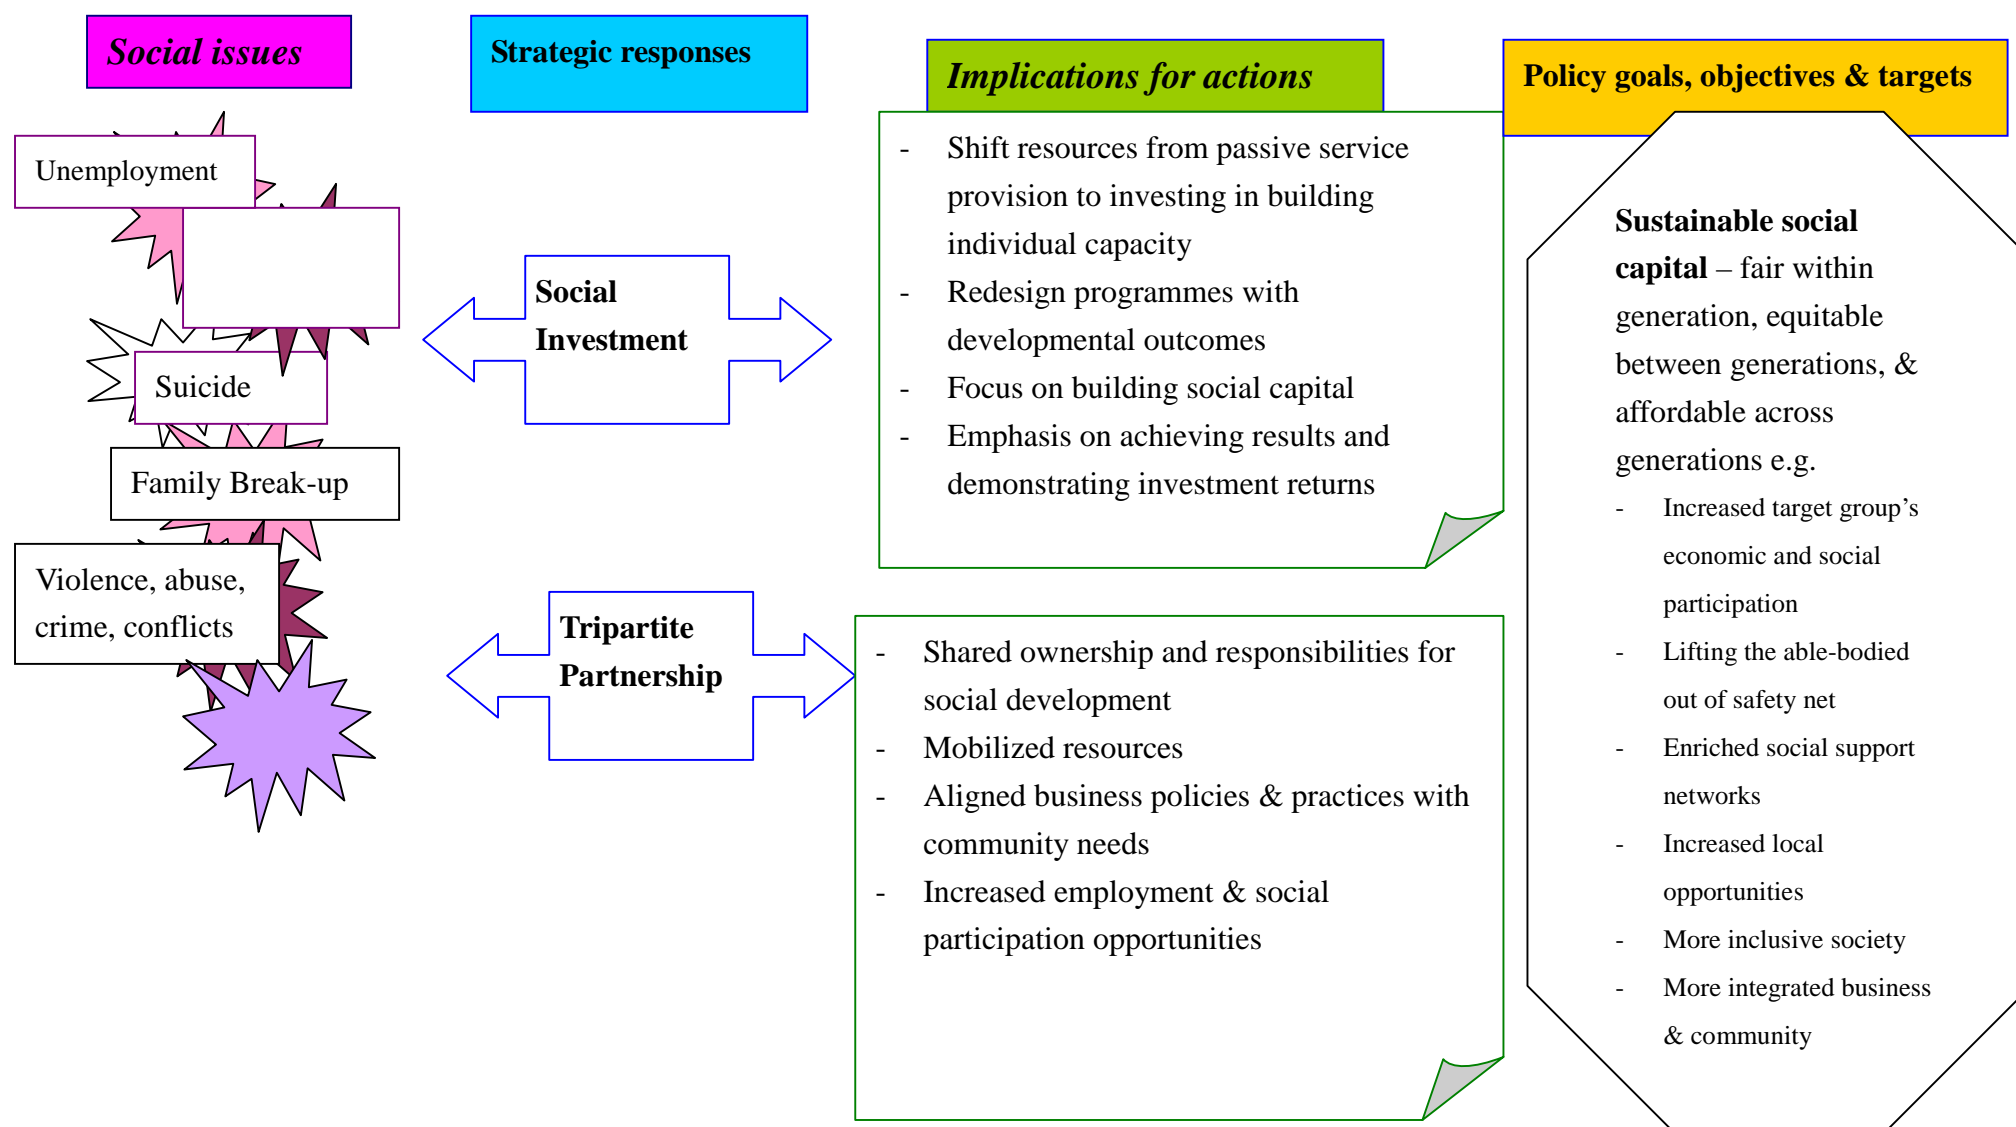 Social issues
Strategic responses
Implications for actions
Policy goals, objectives & targets
Unemployment
Suicide
Family Break-up
Violence, abuse,
crime, conflicts
Social
Investment
Tripartite
Partnership
- Shift resources from passive service
provision to investing in building
individual capacity
- Redesign programmes with
developmental outcomes
- Focus on building social capital
- Emphasis on achieving results and
demonstrating investment returns
- Shared ownership and responsibilities for
social development
- Mobilized resources
- Aligned business policies & practices with
community needs
- Increased employment & social
participation opportunities
Sustainable social
capital – fair within
generation, equitable
between generations, &
affordable across
generations e.g.
- Increased target group’s
economic and social
participation
- Lifting the able-bodied
out of safety net
- Enriched social support
networks
- Increased local
opportunities
- More inclusive society
- More integrated business
& community